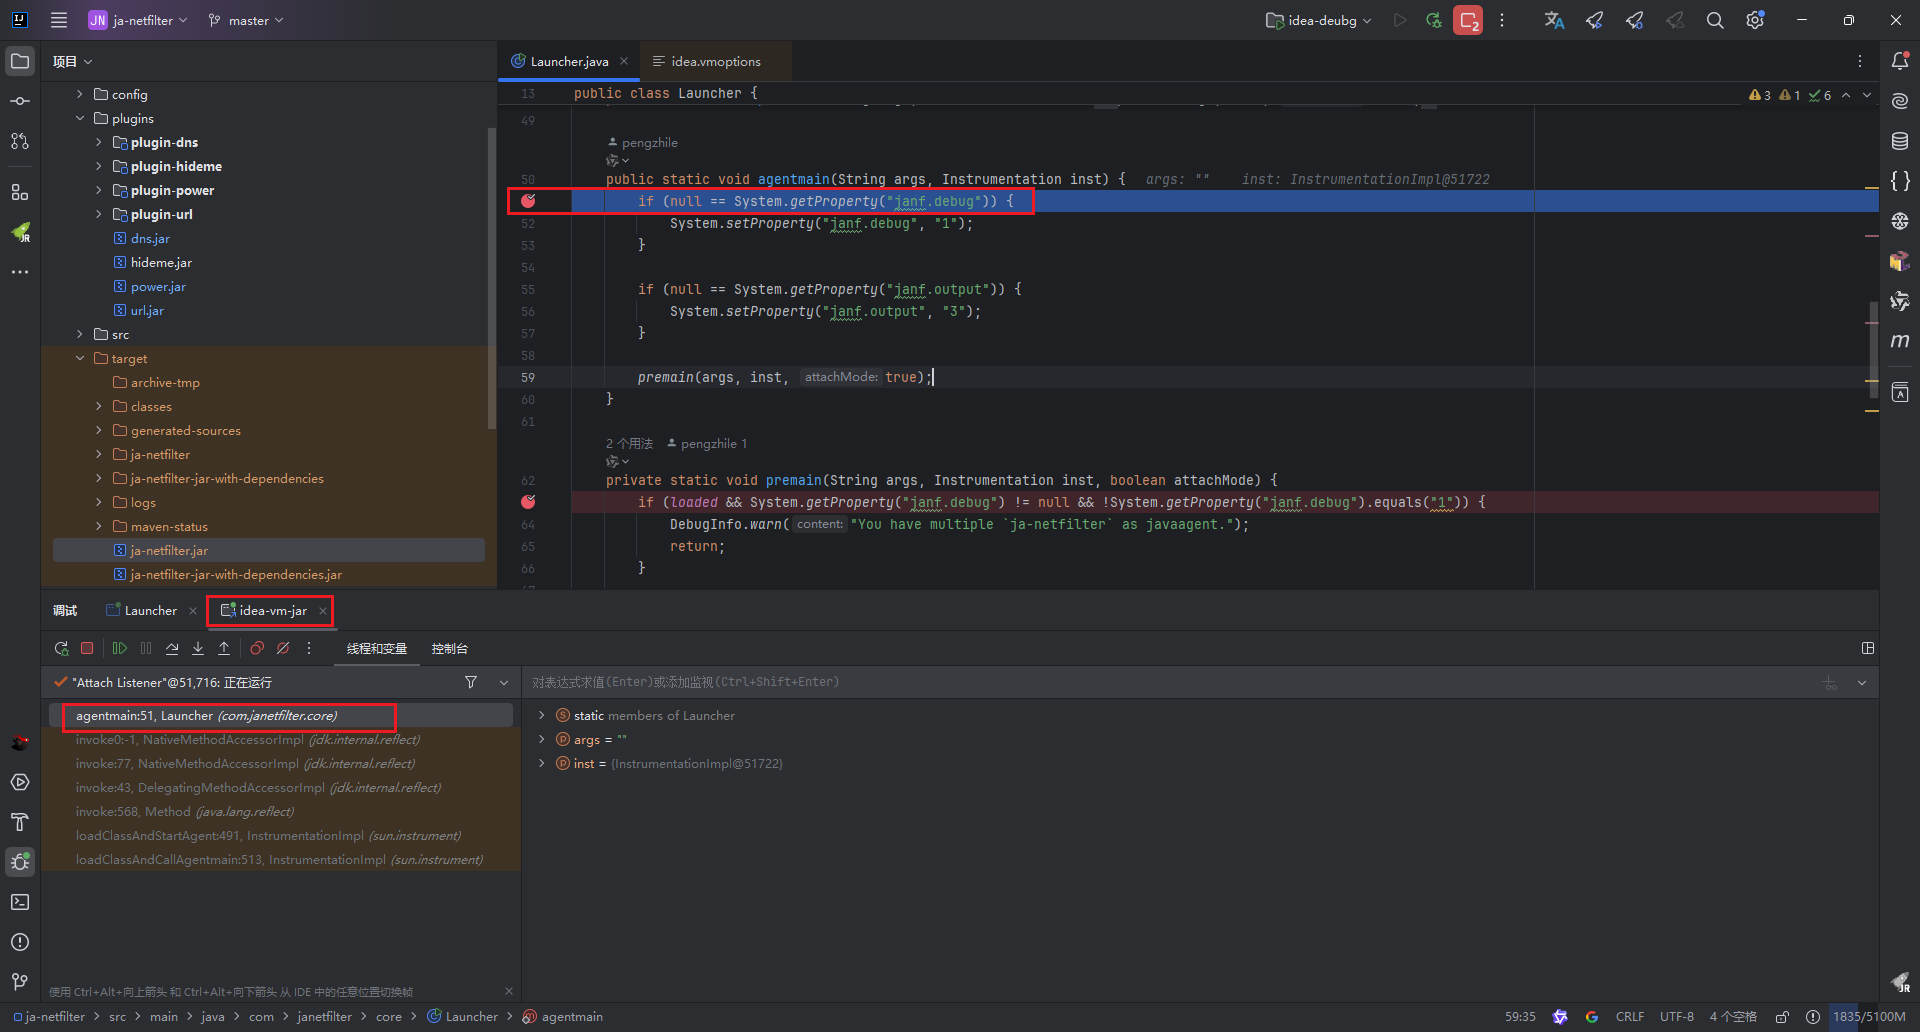 JN ja-netfilter master idea-deubg 2
项目
config
plugins
plugin-dns
plugin-hideme
plugin-power
plugin-url
dns.jar
hideme.jar
power.jar
url.jar
src
target
archive-tmp
classes
generated-sources
ja-netfilter
ja-netfilter-jar-with-dependencies
logs
maven-status
ja-netfilter.jar
ja-netfilter-jar-with-dependencies.jar
Launcher.java idea.vmoptions
13 public class Launcher {
3 1 6
49
pengzhile
50 public static void agentmain(String args, Instrumentation inst) { args: "" inst: InstrumentationImpl@51722
if (null == System.getProperty("janf.debug")) {
52 System.setProperty("janf.debug", "1");
53 }
54
55 if (null == System.getProperty("janf.output")) {
56 System.setProperty("janf.output", "3");
57 }
58
59 premain(args, inst, attachMode: true);
60 }
61
2 个用法 pengzhile 1
62 private static void premain(String args, Instrumentation inst, boolean attachMode) {
if (loaded && System.getProperty("janf.debug") != null && !System.getProperty("janf.debug").equals("1")) {
64 DebugInfo.warn( content: "You have multiple `ja-netfilter` as javaagent.");
65 return;
66 }
调试 Launcher idea-vm-jar
线程和变量 控制台
"Attach Listener"@51,716: 正在运行
对表达式求值(Enter)或添加监视(Ctrl+Shift+Enter)
agentmain:51, Launcher (com.janetfilter.core)
invoke0:-1, NativeMethodAccessorImpl (jdk.internal.reflect)
invoke:77, NativeMethodAccessorImpl (jdk.internal.reflect)
invoke:43, DelegatingMethodAccessorImpl (jdk.internal.reflect)
invoke:568, Method (java.lang.reflect)
loadClassAndStartAgent:491, InstrumentationImpl (sun.instrument)
loadClassAndCallAgentmain:513, InstrumentationImpl (sun.instrument)
static members of Launcher
args = ""
inst = {InstrumentationImpl@51722}
使用 Ctrl+Alt+向上箭头 和 Ctrl+Alt+向下箭头 从 IDE 中的任意位置切换帧
ja-netfilter > src > main > java > com > janetfilter > core > Launcher > agentmain
59:35 CRLF UTF-8 4 个空格 1835/5100M